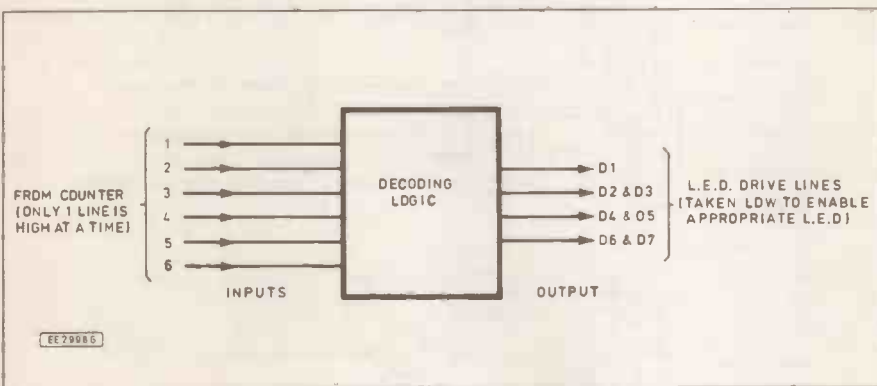 FROM COUNTER
(ONLY 1 LINE IS
HIGH AT A TIME)
1
2
3
4
5
6
INPUTS
DECODING
LOGIC
D1
D2 & D3
D4 & D5
D6 & D7
OUTPUT
L.E.D. DRIVE LINES
(TAKEN LOW TO ENABLE
APPROPRIATE L.E.D)
EE2998G